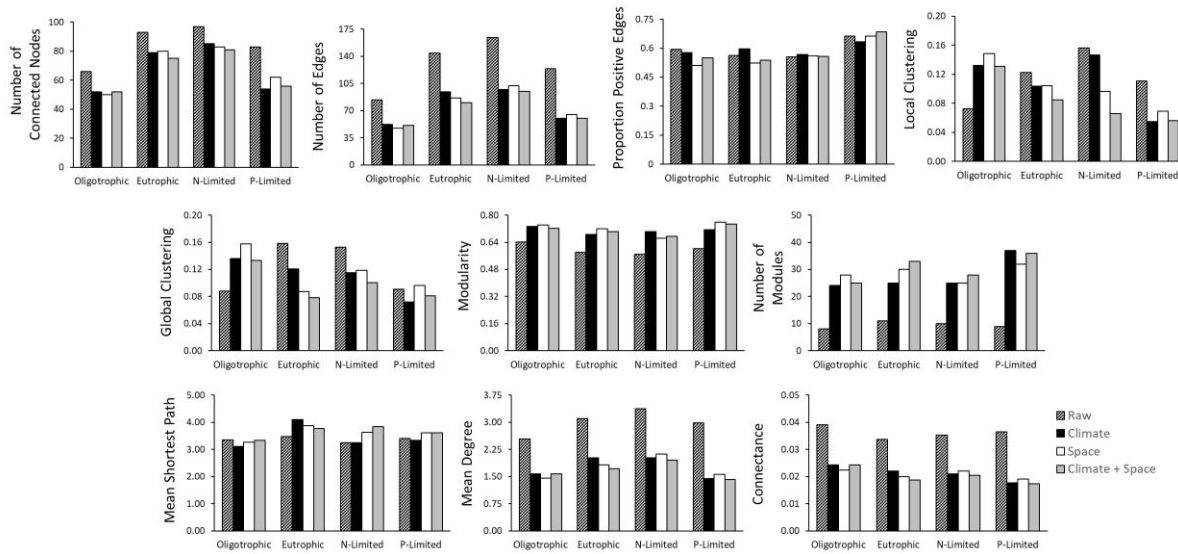 Number of
Connected Nodes
100
80
60
40
20
0
Oligotrophic Eutrophic N-Limited P-Limited
Number of Edges
175
140
105
70
35
0
Oligotrophic Eutrophic N-Limited P-Limited
Proportion Positive Edges
0.75
0.6
0.45
0.3
0.15
0
Oligotrophic Eutrophic N-Limited P-Limited
Local Clustering
0.20
0.16
0.12
0.08
0.04
0.00
Oligotrophic Eutrophic N-Limited P-Limited
Global Clustering
0.20
0.16
0.12
0.08
0.04
0.00
Oligotrophic Eutrophic N-Limited P-Limited
Modularity
0.80
0.64
0.48
0.32
0.16
0.00
Oligotrophic Eutrophic N-Limited P-Limited
Number of
Modules
50
40
30
20
10
0
Oligotrophic Eutrophic N-Limited P-Limited
Mean Shortest Path
5.00
4.00
3.00
2.00
1.00
0.00
Oligotrophic Eutrophic N-Limited P-Limited
Mean Degree
3.75
3.00
2.25
1.50
0.75
0.00
Oligotrophic Eutrophic N-Limited P-Limited
Connectance
0.05
0.04
0.03
0.02
0.01
0.00
Oligotrophic Eutrophic N-Limited P-Limited
Raw
Climate
Space
Climate + Space